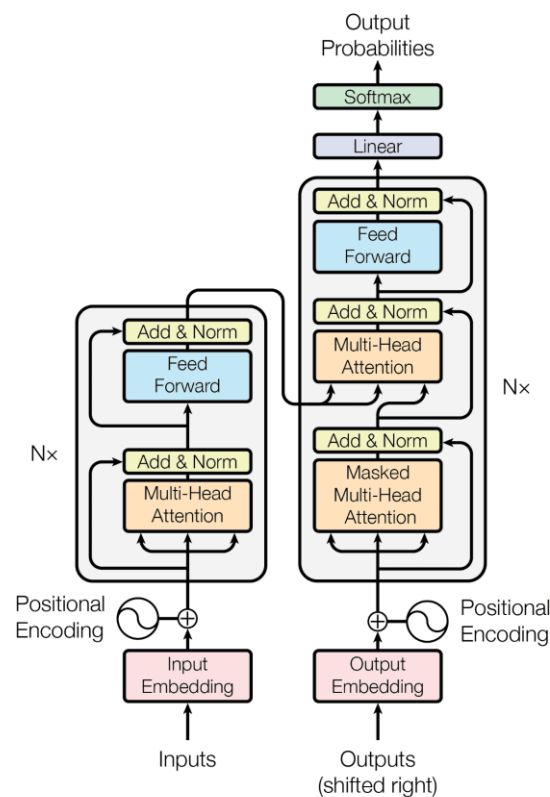 Output
Probabilities
Softmax
Linear
Add & Norm
Feed
Forward
Add & Norm
Multi-Head
Attention
Add & Norm
Masked
Multi-Head
Attention
N×
Add & Norm
Feed
Forward
Add & Norm
Multi-Head
Attention
N×
Positional
Encoding
Positional
Encoding
Input
Embedding
Output
Embedding
Inputs
Outputs
(shifted right)